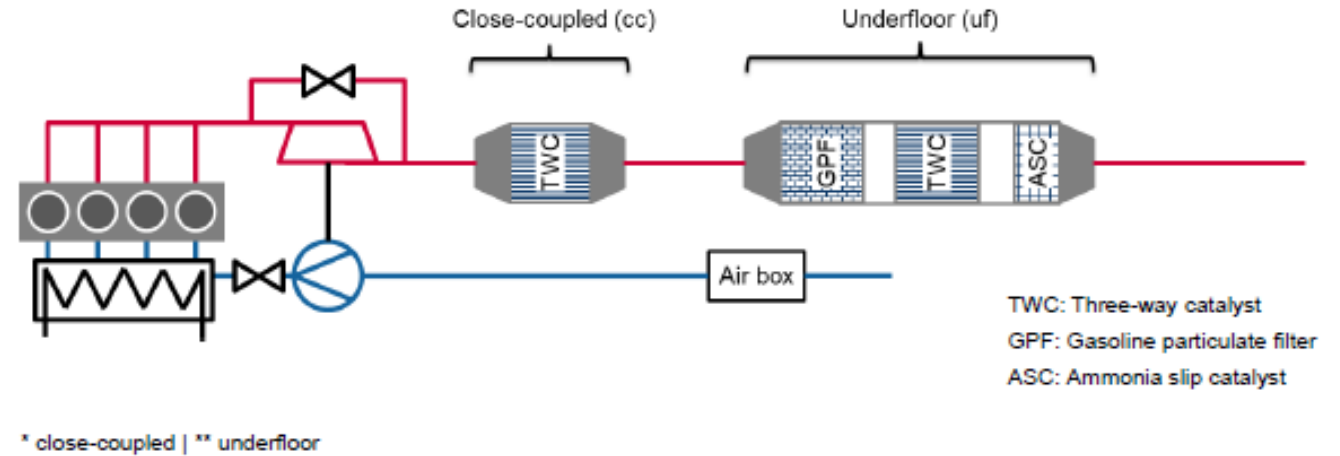 Close-coupled (cc)
Underfloor (uf)
TWC
GPF
TWC
ASC
Air box
TWC: Three-way catalyst
GPF: Gasoline particulate filter
ASC: Ammonia slip catalyst
* close-coupled | ** underfloor